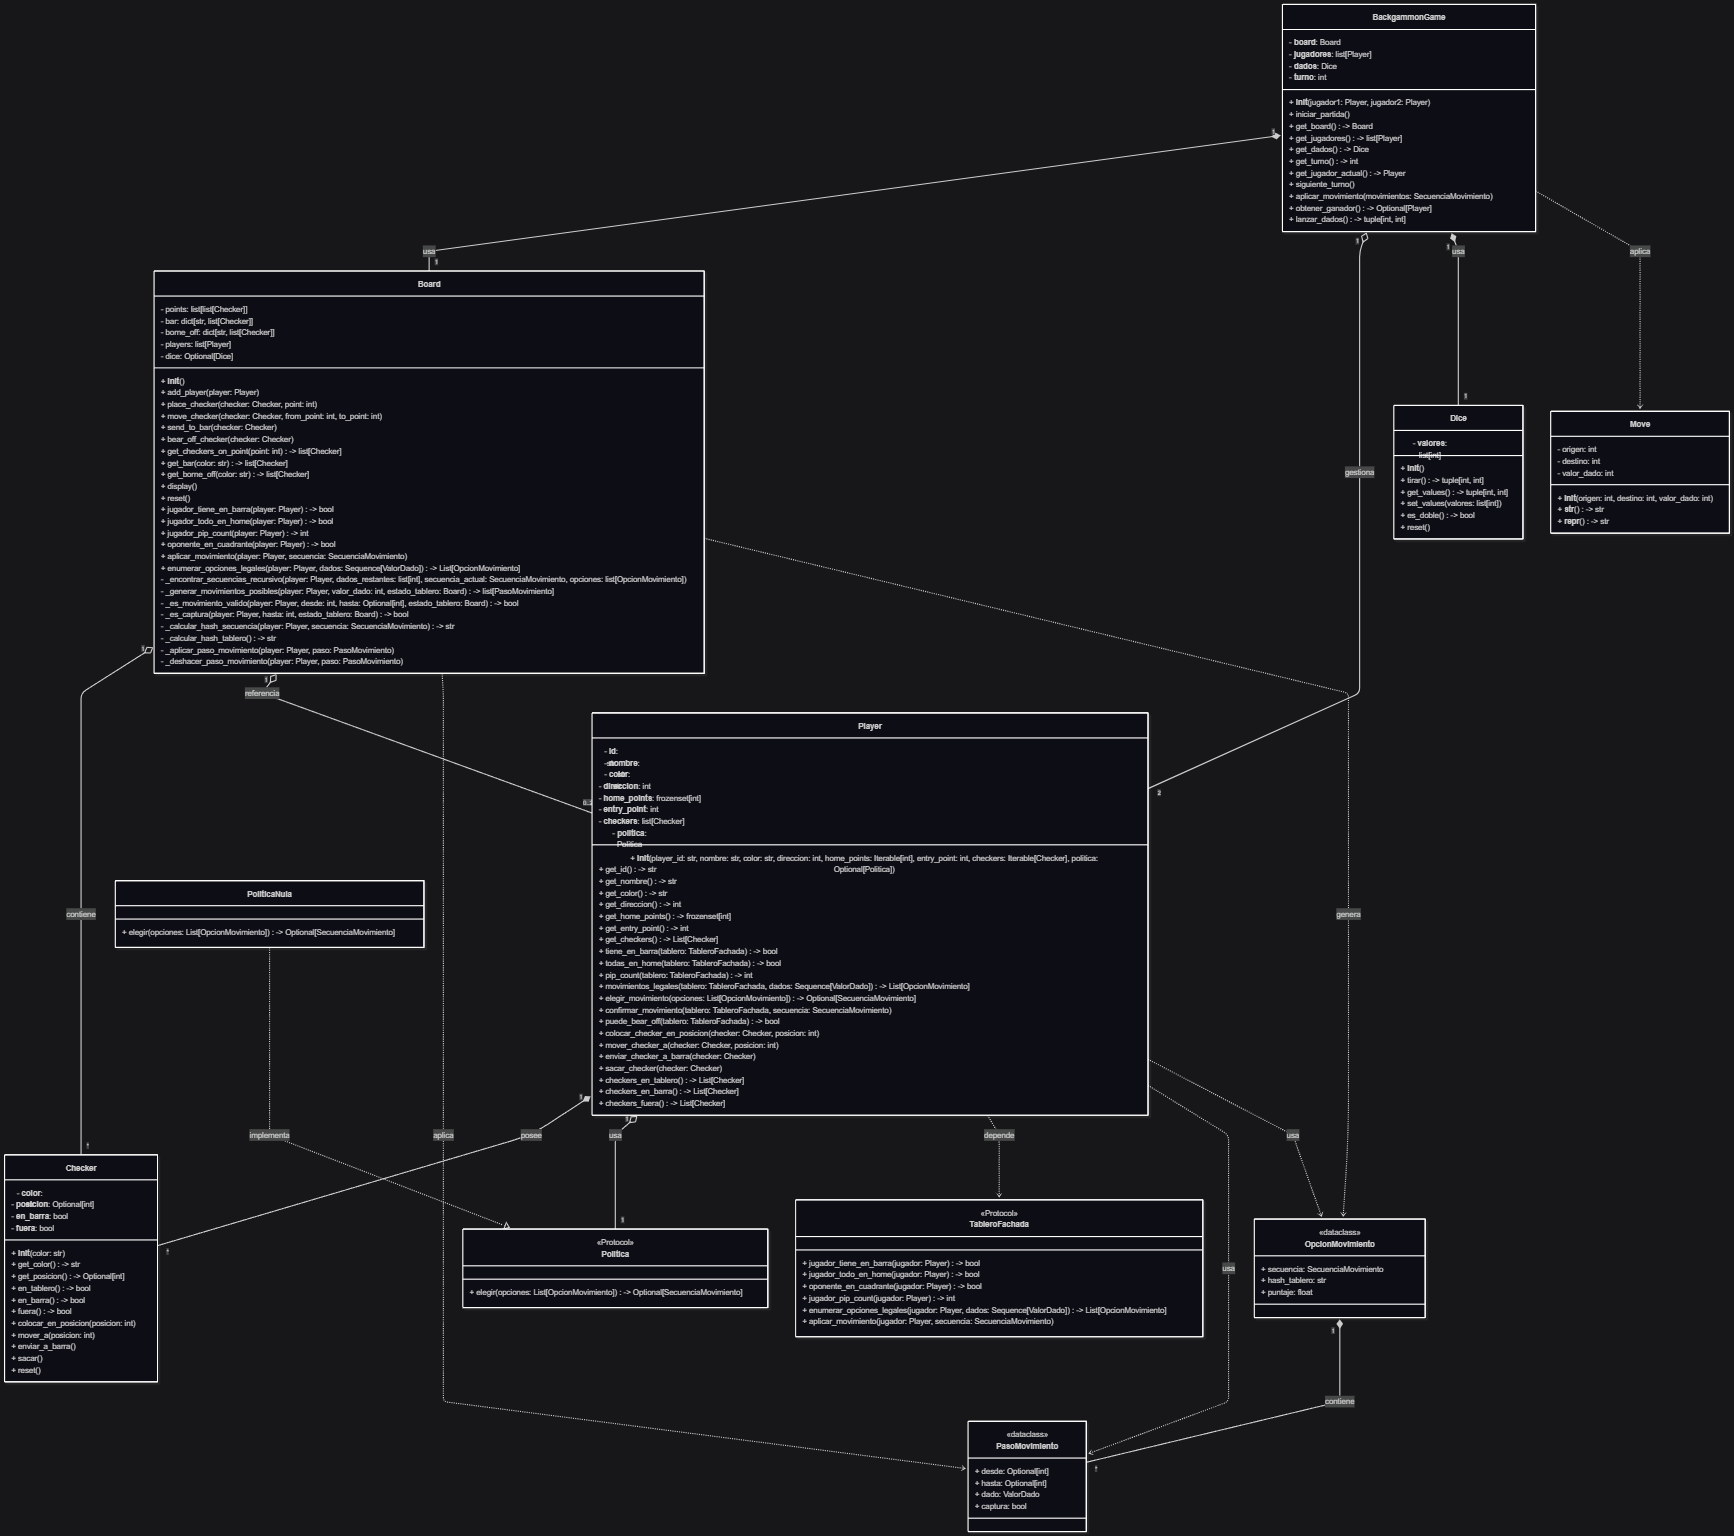 BackgammonGame
- board: Board
- jugadores: list[Player]
- dados: Dice
- turno: int
+ init(jugador1: Player, jugador2: Player)
+ iniciar_partida()
+ get_board() : -> Board
+ get_jugadores() : -> list[Player]
+ get_dados() : -> Dice
+ get_turno() : -> int
+ get_jugador_actual() : -> Player
+ siguiente_turno()
+ aplicar_movimiento(movimientos: SecuenciaMovimiento)
+ obtener_ganador() : -> Optional[Player]
+ lanzar_dados() : -> tuple[int, int]
1
1
1
usa
1
usa
1
aplica
gestiona
2
Board
- points: list[list[Checker]]
- bar: dict[str, list[Checker]]
- borne_off: dict[str, list[Checker]]
- players: list[Player]
- dice: Optional[Dice]
+ init()
+ add_player(player: Player)
+ place_checker(checker: Checker, point: int)
+ move_checker(checker: Checker, from_point: int, to_point: int)
+ send_to_bar(checker: Checker)
+ bear_off_checker(checker: Checker)
+ get_checkers_on_point(point: int) : -> list[Checker]
+ get_bar(color: str) : -> list[Checker]
+ get_borne_off(color: str) : -> list[Checker]
+ display()
+ reset()
+ jugador_tiene_en_barra(player: Player) : -> bool
+ jugador_todo_en_home(player: Player) : -> bool
+ jugador_pip_count(player: Player) : -> int
+ oponente_en_cuadrante(player: Player) : -> bool
+ aplicar_movimiento(player: Player, secuencia: SecuenciaMovimiento)
+ enumerar_opciones_legales(player: Player, dados: Sequence[ValorDado]) : -> List[OpcionMovimiento]
- _encontrar_secuencias_recursivo(player: Player, dados_restantes: list[int], secuencia_actual: SecuenciaMovimiento, opciones: list[OpcionMovimiento])
- _generar_movimientos_posibles(player: Player, valor_dado: int, estado_tablero: Board) : -> list[PasoMovimiento]
- _es_movimiento_valido(player: Player, desde: int, hasta: Optional[int], estado_tablero: Board) : -> bool
- _es_captura(player: Player, hasta: int, estado_tablero: Board) : -> bool
- _calcular_hash_secuencia(player: Player, secuencia: SecuenciaMovimiento) : -> str
- _calcular_hash_tablero() : -> str
- _aplicar_paso_movimiento(player: Player, paso: PasoMovimiento)
- _deshacer_paso_movimiento(player: Player, paso: PasoMovimiento)
1
1
referencia
Dice
- valores:
list[int]
+ init()
+ tirar() : -> tuple[int, int]
+ get_values() : -> tuple[int, int]
+ set_values(valores: list[int])
+ es_doble() : -> bool
+ reset()
Move
- origen: int
- destino: int
- valor_dado: int
+ init(origen: int, destino: int, valor_dado: int)
+ str() : -> str
+ repr() : -> str
Player
- id:
- nombre:
- color:
- direccion: int
- home_points: frozenset[int]
- entry_point: int
- checkers: list[Checker]
- politica:
Politica
+ init(player_id: str, nombre: str, color: str, direccion: int, home_points: Iterable[int], entry_point: int, checkers: Iterable[Checker], politica:
Optional[Politica])
+ get_id() : -> str
+ get_nombre() : -> str
+ get_color() : -> str
+ get_direccion() : -> int
+ get_home_points() : -> frozenset[int]
+ get_entry_point() : -> int
+ get_checkers() : -> List[Checker]
+ tiene_en_barra(tablero: TableroFachada) : -> bool
+ todas_en_home(tablero: TableroFachada) : -> bool
+ pip_count(tablero: TableroFachada) : -> int
+ movimientos_legales(tablero: TableroFachada, dados: Sequence[ValorDado]) : -> List[OpcionMovimiento]
+ elegir_movimiento(opciones: List[OpcionMovimiento]) : -> Optional[SecuenciaMovimiento]
+ confirmar_movimiento(tablero: TableroFachada, secuencia: SecuenciaMovimiento)
+ puede_bear_off(tablero: TableroFachada) : -> bool
+ colocar_checker_en_posicion(checker: Checker, posicion: int)
+ mover_checker_a(checker: Checker, posicion: int)
+ enviar_checker_a_barra(checker: Checker)
+ sacar_checker(checker: Checker)
+ checkers_en_tablero() : -> List[Checker]
+ checkers_en_barra() : -> List[Checker]
+ checkers_fuera() : -> List[Checker]
PoliticaNula
+ elegir(opciones: List[OpcionMovimiento]) : -> Optional[SecuenciaMovimiento]
contiene
genera
1
1
implementa
aplica
posee
usa
depende
usa
*
1
*
Checker
- color:
- posicion: Optional[int]
- en_barra: bool
- fuera: bool
+ init(color: str)
+ get_color() : -> str
+ get_posicion() : -> Optional[int]
+ en_tablero() : -> bool
+ en_barra() : -> bool
+ fuera() : -> bool
+ colocar_en_posicion(posicion: int)
+ mover_a(posicion: int)
+ enviar_a_barra()
+ sacar()
+ reset()
«Protocol»
Politica
+ elegir(opciones: List[OpcionMovimiento]) : -> Optional[SecuenciaMovimiento]
«Protocol»
TableroFachada
+ jugador_tiene_en_barra(jugador: Player) : -> bool
+ jugador_todo_en_home(jugador: Player) : -> bool
+ oponente_en_cuadrante(jugador: Player) : -> bool
+ jugador_pip_count(jugador: Player) : -> int
+ enumerar_opciones_legales(jugador: Player, dados: Sequence[ValorDado]) : -> List[OpcionMovimiento]
+ aplicar_movimiento(jugador: Player, secuencia: SecuenciaMovimiento)
usa
«dataclass»
OpcionMovimiento
+ secuencia: SecuenciaMovimiento
+ hash_tablero: str
+ puntaje: float
1
contiene
*
«dataclass»
PasoMovimiento
+ desde: Optional[int]
+ hasta: Optional[int]
+ dado: ValorDado
+ captura: bool